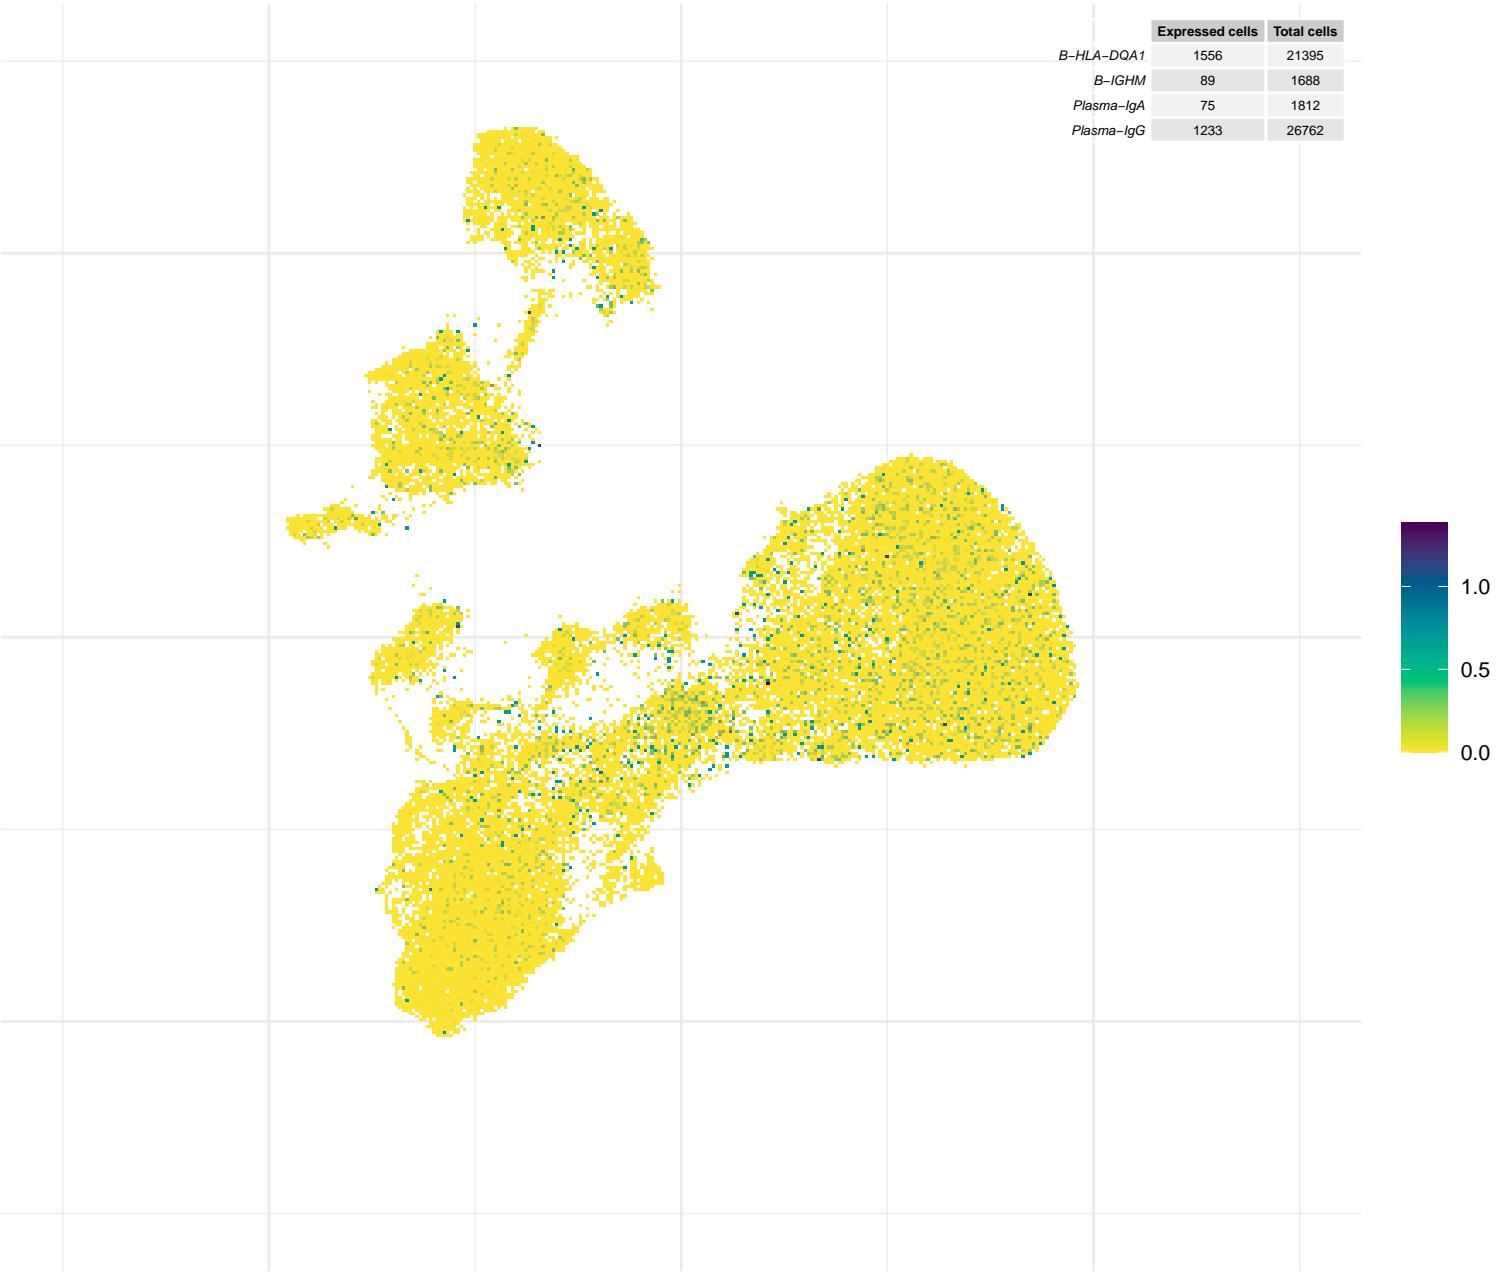 Expressed cells Total cells
B−HLA−DQA1 1556 21395
B−IGHM 89 1688
Plasma−IgA 75 1812
Plasma−IgG 1233 26762
1.0
0.5
0.0